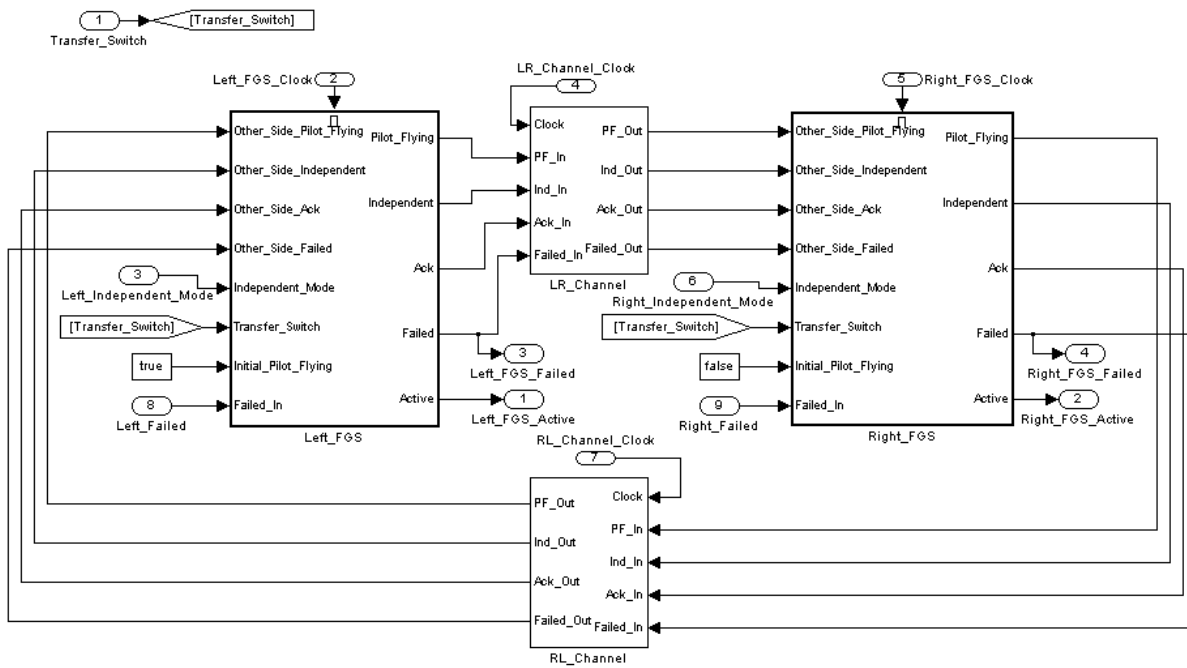 1
[Transfer_Switch]
Transfer_Switch
Left_FGS_Clock
2
LR_Channel_Clock
4
5
Right_FGS_Clock
Other_Side_Pilot_Flying
Other_Side_Independent
Other_Side_Ack
Other_Side_Failed
Independent_Mode
Transfer_Switch
Initial_Pilot_Flying
Failed_In
Pilot_Flying
Independent
Ack
Failed
Active
Left_FGS
3
Left_Independent_Mode
[Transfer_Switch]
true
8
Left_Failed
3
Left_FGS_Failed
1
Left_FGS_Active
Clock
PF_In
Ind_In
Ack_In
Failed_In
PF_Out
Ind_Out
Ack_Out
Failed_Out
LR_Channel
6
Right_Independent_Mode
[Transfer_Switch]
false
9
Right_Failed
Other_Side_Pilot_Flying
Other_Side_Independent
Other_Side_Ack
Other_Side_Failed
Independent_Mode
Transfer_Switch
Initial_Pilot_Flying
Failed_In
Pilot_Flying
Independent
Ack
Failed
Active
Right_FGS
4
Right_FGS_Failed
2
Right_FGS_Active
RL_Channel_Clock
7
PF_Out
Ind_Out
Ack_Out
Failed_Out
Clock
PF_In
Ind_In
Ack_In
Failed_In
RL_Channel